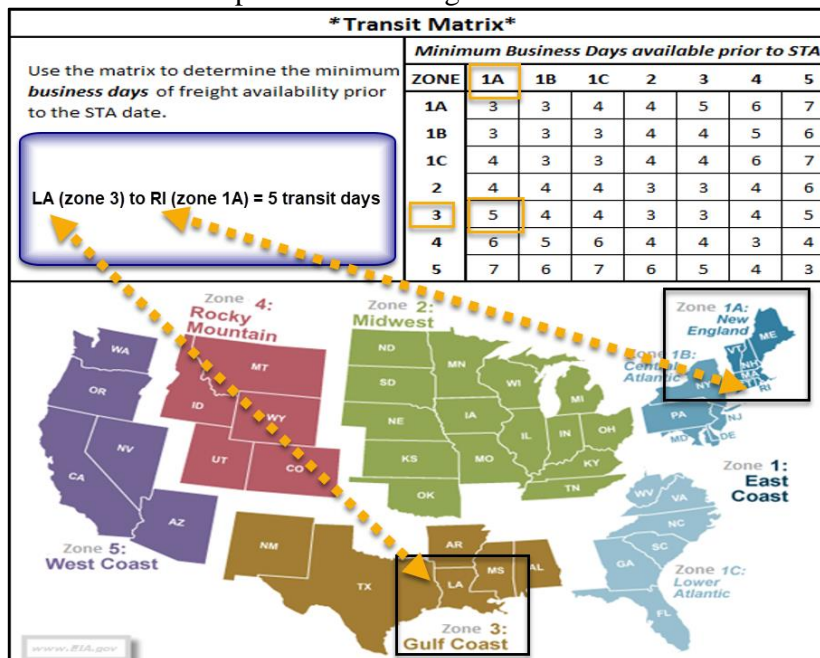 *Transit Matrix*
Use the matrix to determine the minimum
business days of freight availability prior
to the STA date.
LA (zone 3) to RI (zone 1A) = 5 transit days
Minimum Business Days available prior to STA
ZONE 1A 1B 1C 2 3 4 5
1A 3 3 4 4 5 6 7
1B 3 3 3 4 4 5 6
1C 4 3 3 4 4 6 7
2 4 4 4 3 3 4 6
3 5 4 4 3 3 4 5
4 6 5 6 4 4 3 4
5 7 6 7 6 5 4 3
Zone 4:
Rocky
Mountain
Zone 2:
Midwest
Zone 1A:
New
England
Zone 1B:
Atlantic
Zone 1:
East
Coast
Zone 1C:
Lower
Atlantic
Zone 5:
West Coast
Zone 3:
Gulf Coast
WA
OR
NV
CA
AZ
MT
ID
WY
UT
CO
ND
SD
NE
KS
OK
MN
IA
MO
WI
IL
MI
IN
OH
KY
TN
NM
TX
AR
LA
MS
AL
ME
VT
NH
MA
RI
NY
PA
NJ
MD
DE
WV
VA
NC
SC
GA
FL
www.EIA.gov